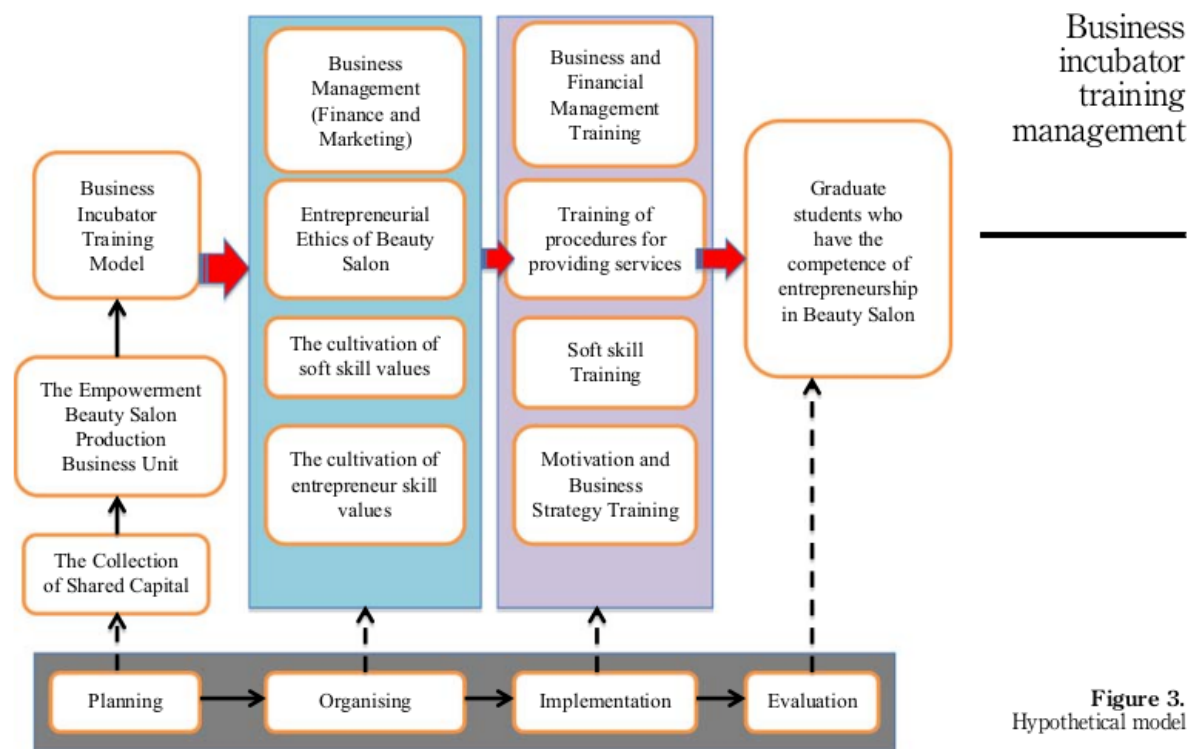 Business
incubator
training
management
Business
Incubator
Training
Model
The Empowerment
Beauty Salon
Production
Business Unit
The Collection
of Shared Capital
Business
Management
(Finance and
Marketing)
Entrepreneurial
Ethics of Beauty
Salon
The cultivation of
soft skill values
The cultivation of
entrepreneur skill
values
Business and
Financial
Management
Training
Training of
procedures for
providing services
Soft skill
Training
Motivation and
Business
Strategy Training
Graduate
students who
have the
competence of
entrepreneurship
in Beauty Salon
Planning
Organising
Implementation
Evaluation
Figure 3.
Hypothetical model